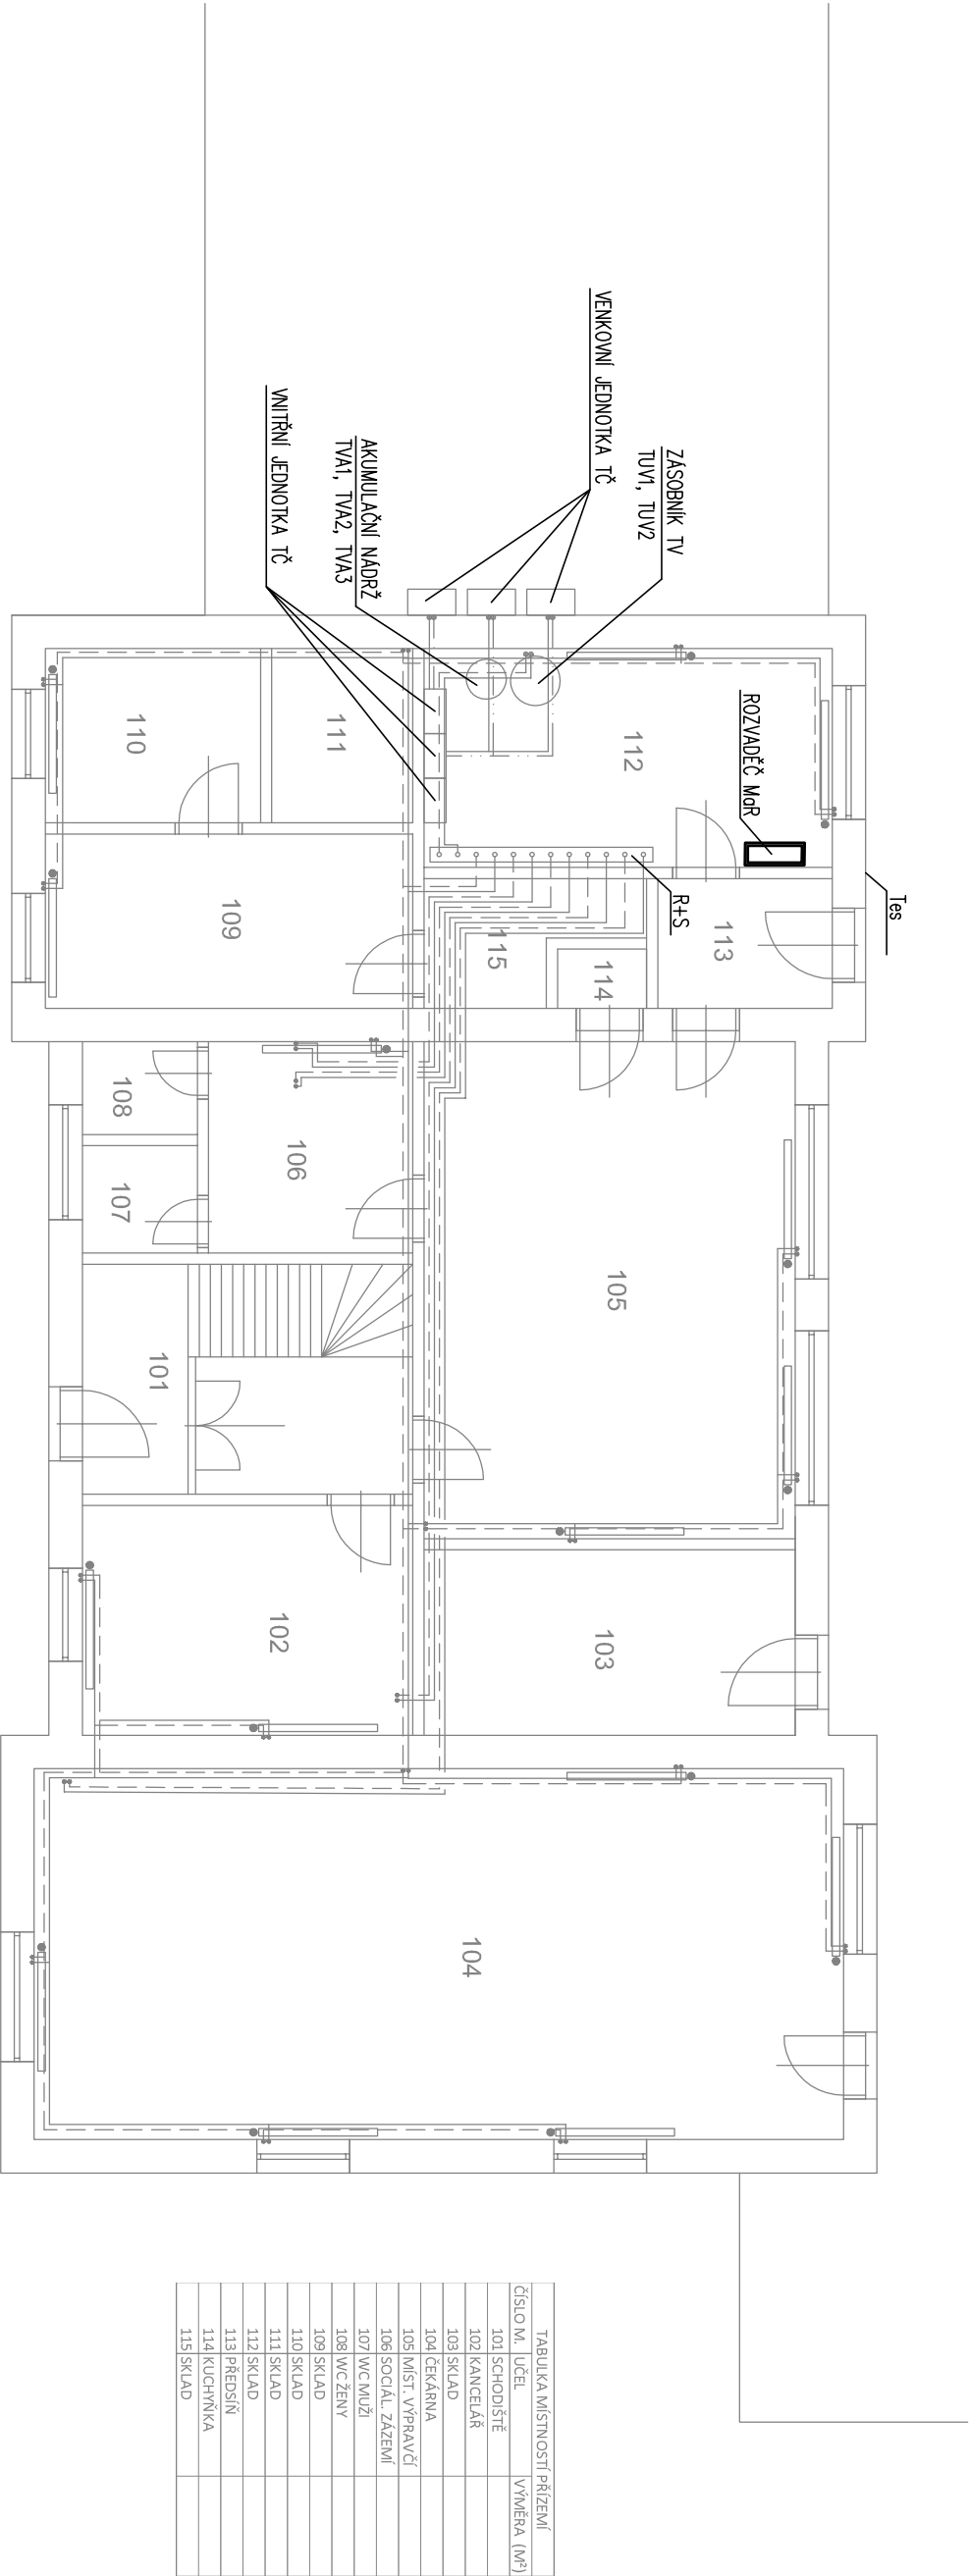 Tes
ROZVADĚČ MaR
R+S
ZÁSOBNÍK TV
TUV1, TUV2
VENKOVNÍ JEDNOTKA TČ
AKUMULAČNÍ NÁDRŽ
TVA1, TVA2, TVA3
VNITŘNÍ JEDNOTKA TČ
112
113
111
110
109
115
114
108
106
107
105
101
102
103
104
TABULKA MÍSTNOSTÍ PŘÍZEMÍ
ČÍSLO M. ÚČEL VÝMĚRA (M²)
101 SCHODIŠTĚ
102 KANCELÁŘ
103 SKLAD
104 ČEKÁRNA
105 MÍST. VÝPRAVČÍ
106 SOCIÁL. ZÁZEMÍ
107 WC MUŽI
108 WC ŽENY
109 SKLAD
110 SKLAD
111 SKLAD
112 SKLAD
113 PŘEDSÍŇ
114 KUCHYŇKA
115 SKLAD